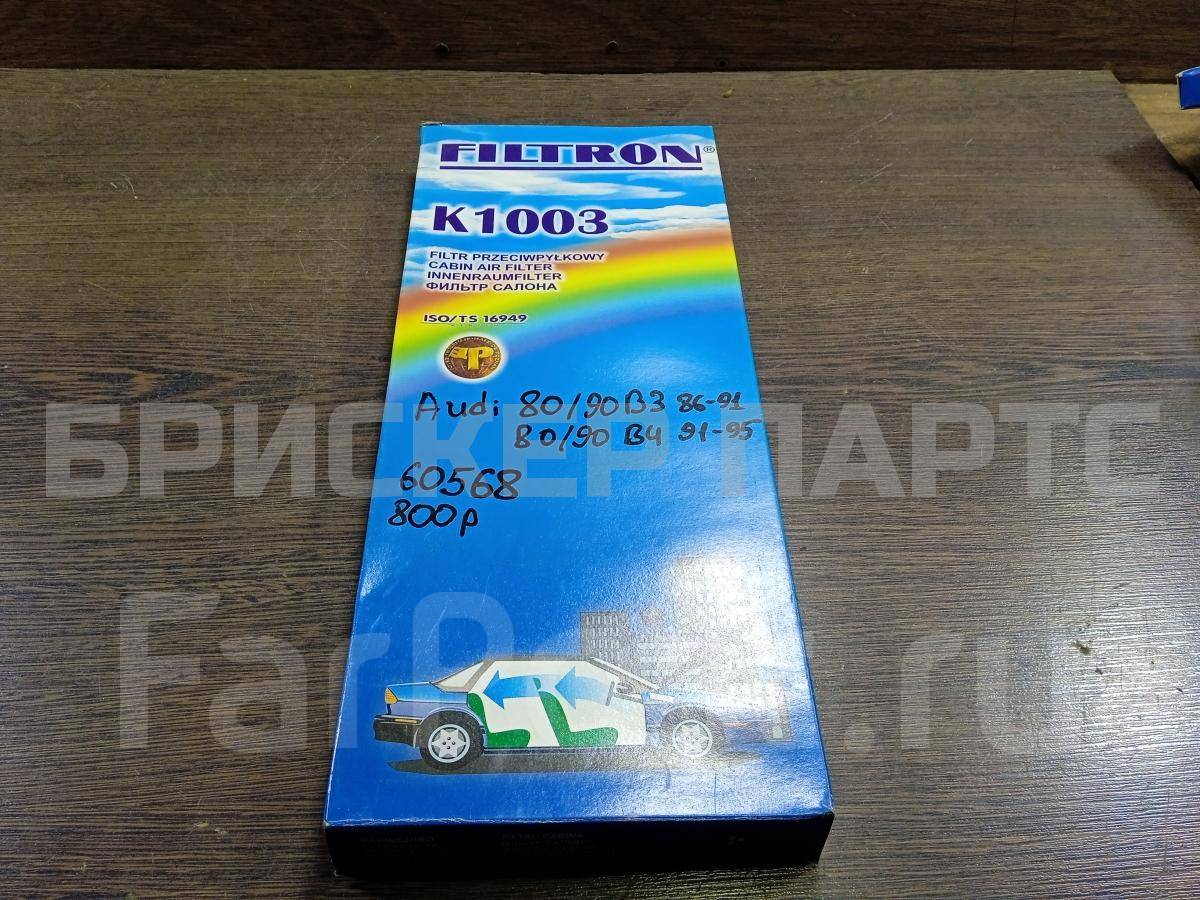 FILTRON®
K1003
FILTR PRZECIWPYŁKOWY
CABIN AIR FILTER
INNENRAUMFILTER
ФИЛЬТР САЛОНА
ISO/TS 16949
Audi 80/90 B3 86-91
80/90 B4 91-95
БРИСКЕР ПАРТС
60568
800р